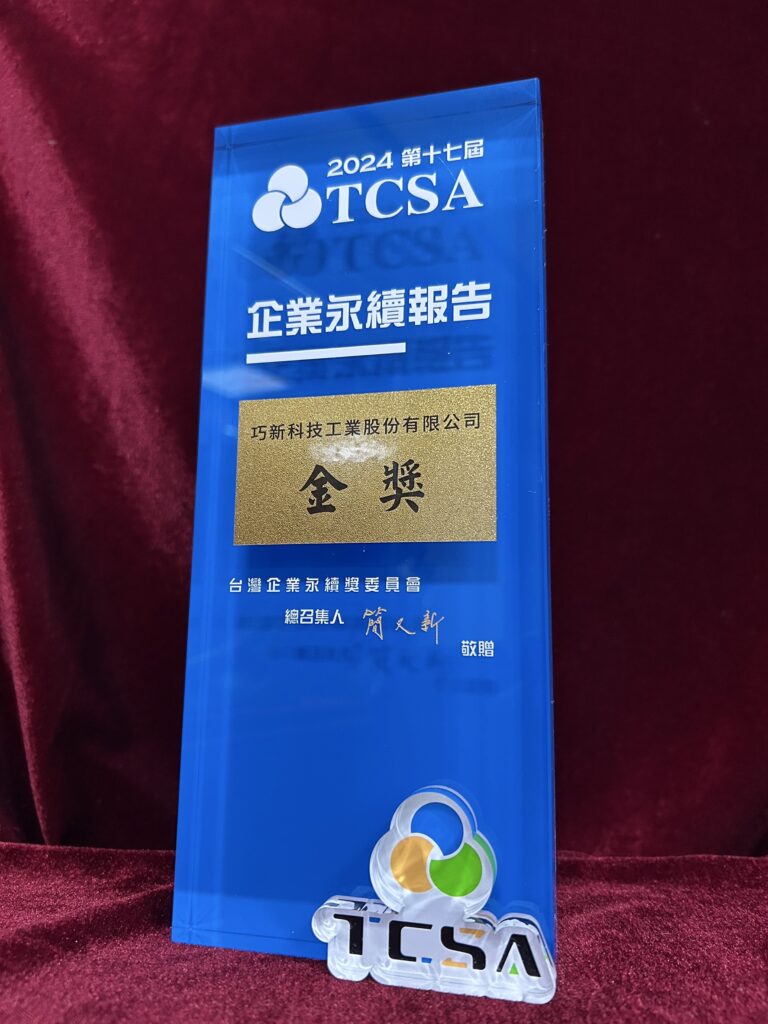 2024 第十七屆
TCSA
企業永續報告
巧新科技工業股份有限公司
金獎
台灣企業永續獎委員會
總召集人 簡又新
敬贈
TCSA